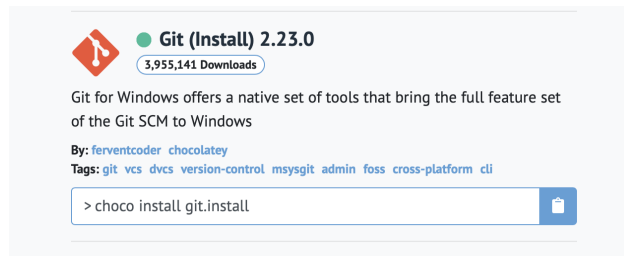 Git (Install) 2.23.0
3,955,141 Downloads
Git for Windows offers a native set of tools that bring the full feature set
of the Git SCM to Windows
By: ferventcoder chocolatey
Tags: git vcs dvcs version-control msysgit admin foss cross-platform cli
> choco install git.install